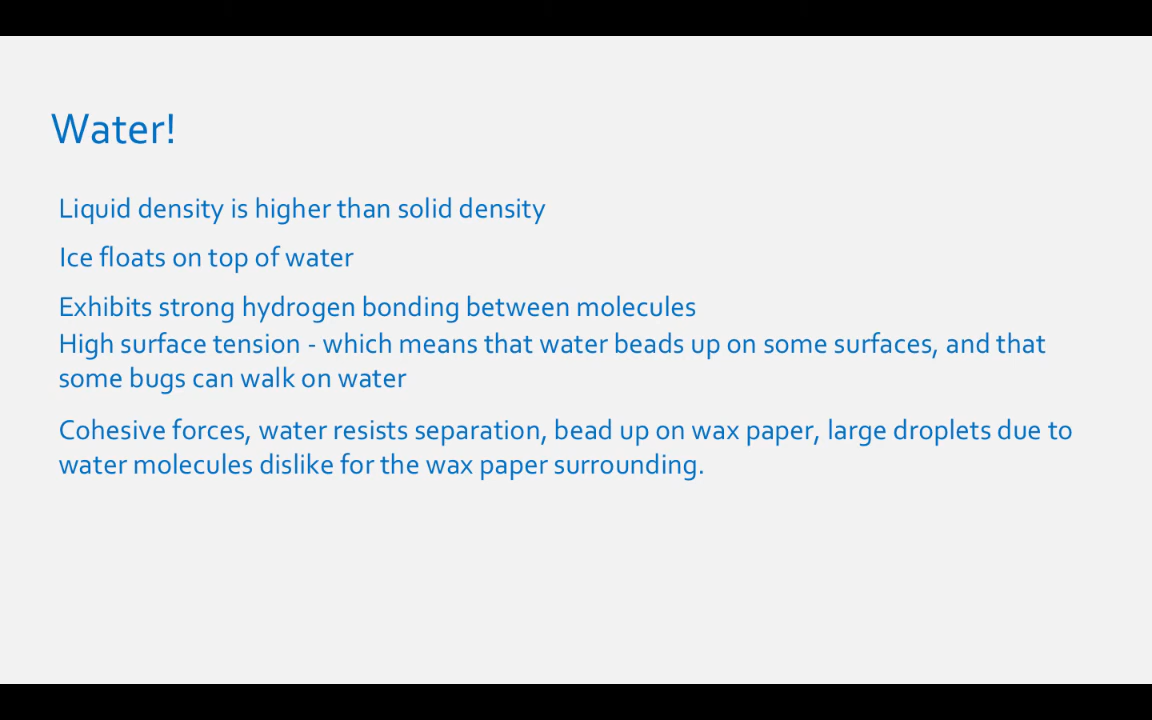 Water!
Liquid density is higher than solid density
Ice floats on top of water
Exhibits strong hydrogen bonding between molecules
High surface tension - which means that water beads up on some surfaces, and that
some bugs can walk on water
Cohesive forces, water resists separation, bead up on wax paper, large droplets due to
water molecules dislike for the wax paper surrounding.